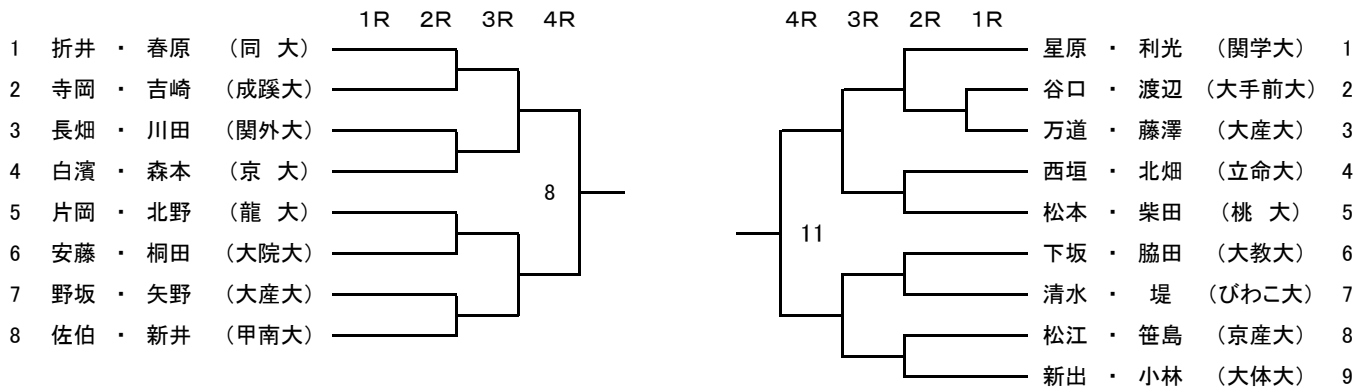 1R 2R 3R 4R
1 折井 ・ 春原 （同 大）
2 寺岡 ・ 吉崎 （成蹊大）
3 長畑 ・ 川田 （関外大）
4 白濱 ・ 森本 （京 大）
5 片岡 ・ 北野 （龍 大）
6 安藤 ・ 桐田 （大院大）
7 野坂 ・ 矢野 （大産大）
8 佐伯 ・ 新井 （甲南大）
8
4R 3R 2R 1R
星原 ・ 利光 （関学大） 1
谷口 ・ 渡辺 （大手前大） 2
万道 ・ 藤澤 （大産大） 3
西垣 ・ 北畑 （立命大） 4
松本 ・ 柴田 （桃 大） 5
下坂 ・ 脇田 （大教大） 6
清水 ・ 堤 （びわこ大） 7
松江 ・ 笹島 （京産大） 8
新出 ・ 小林 （大体大） 9
11